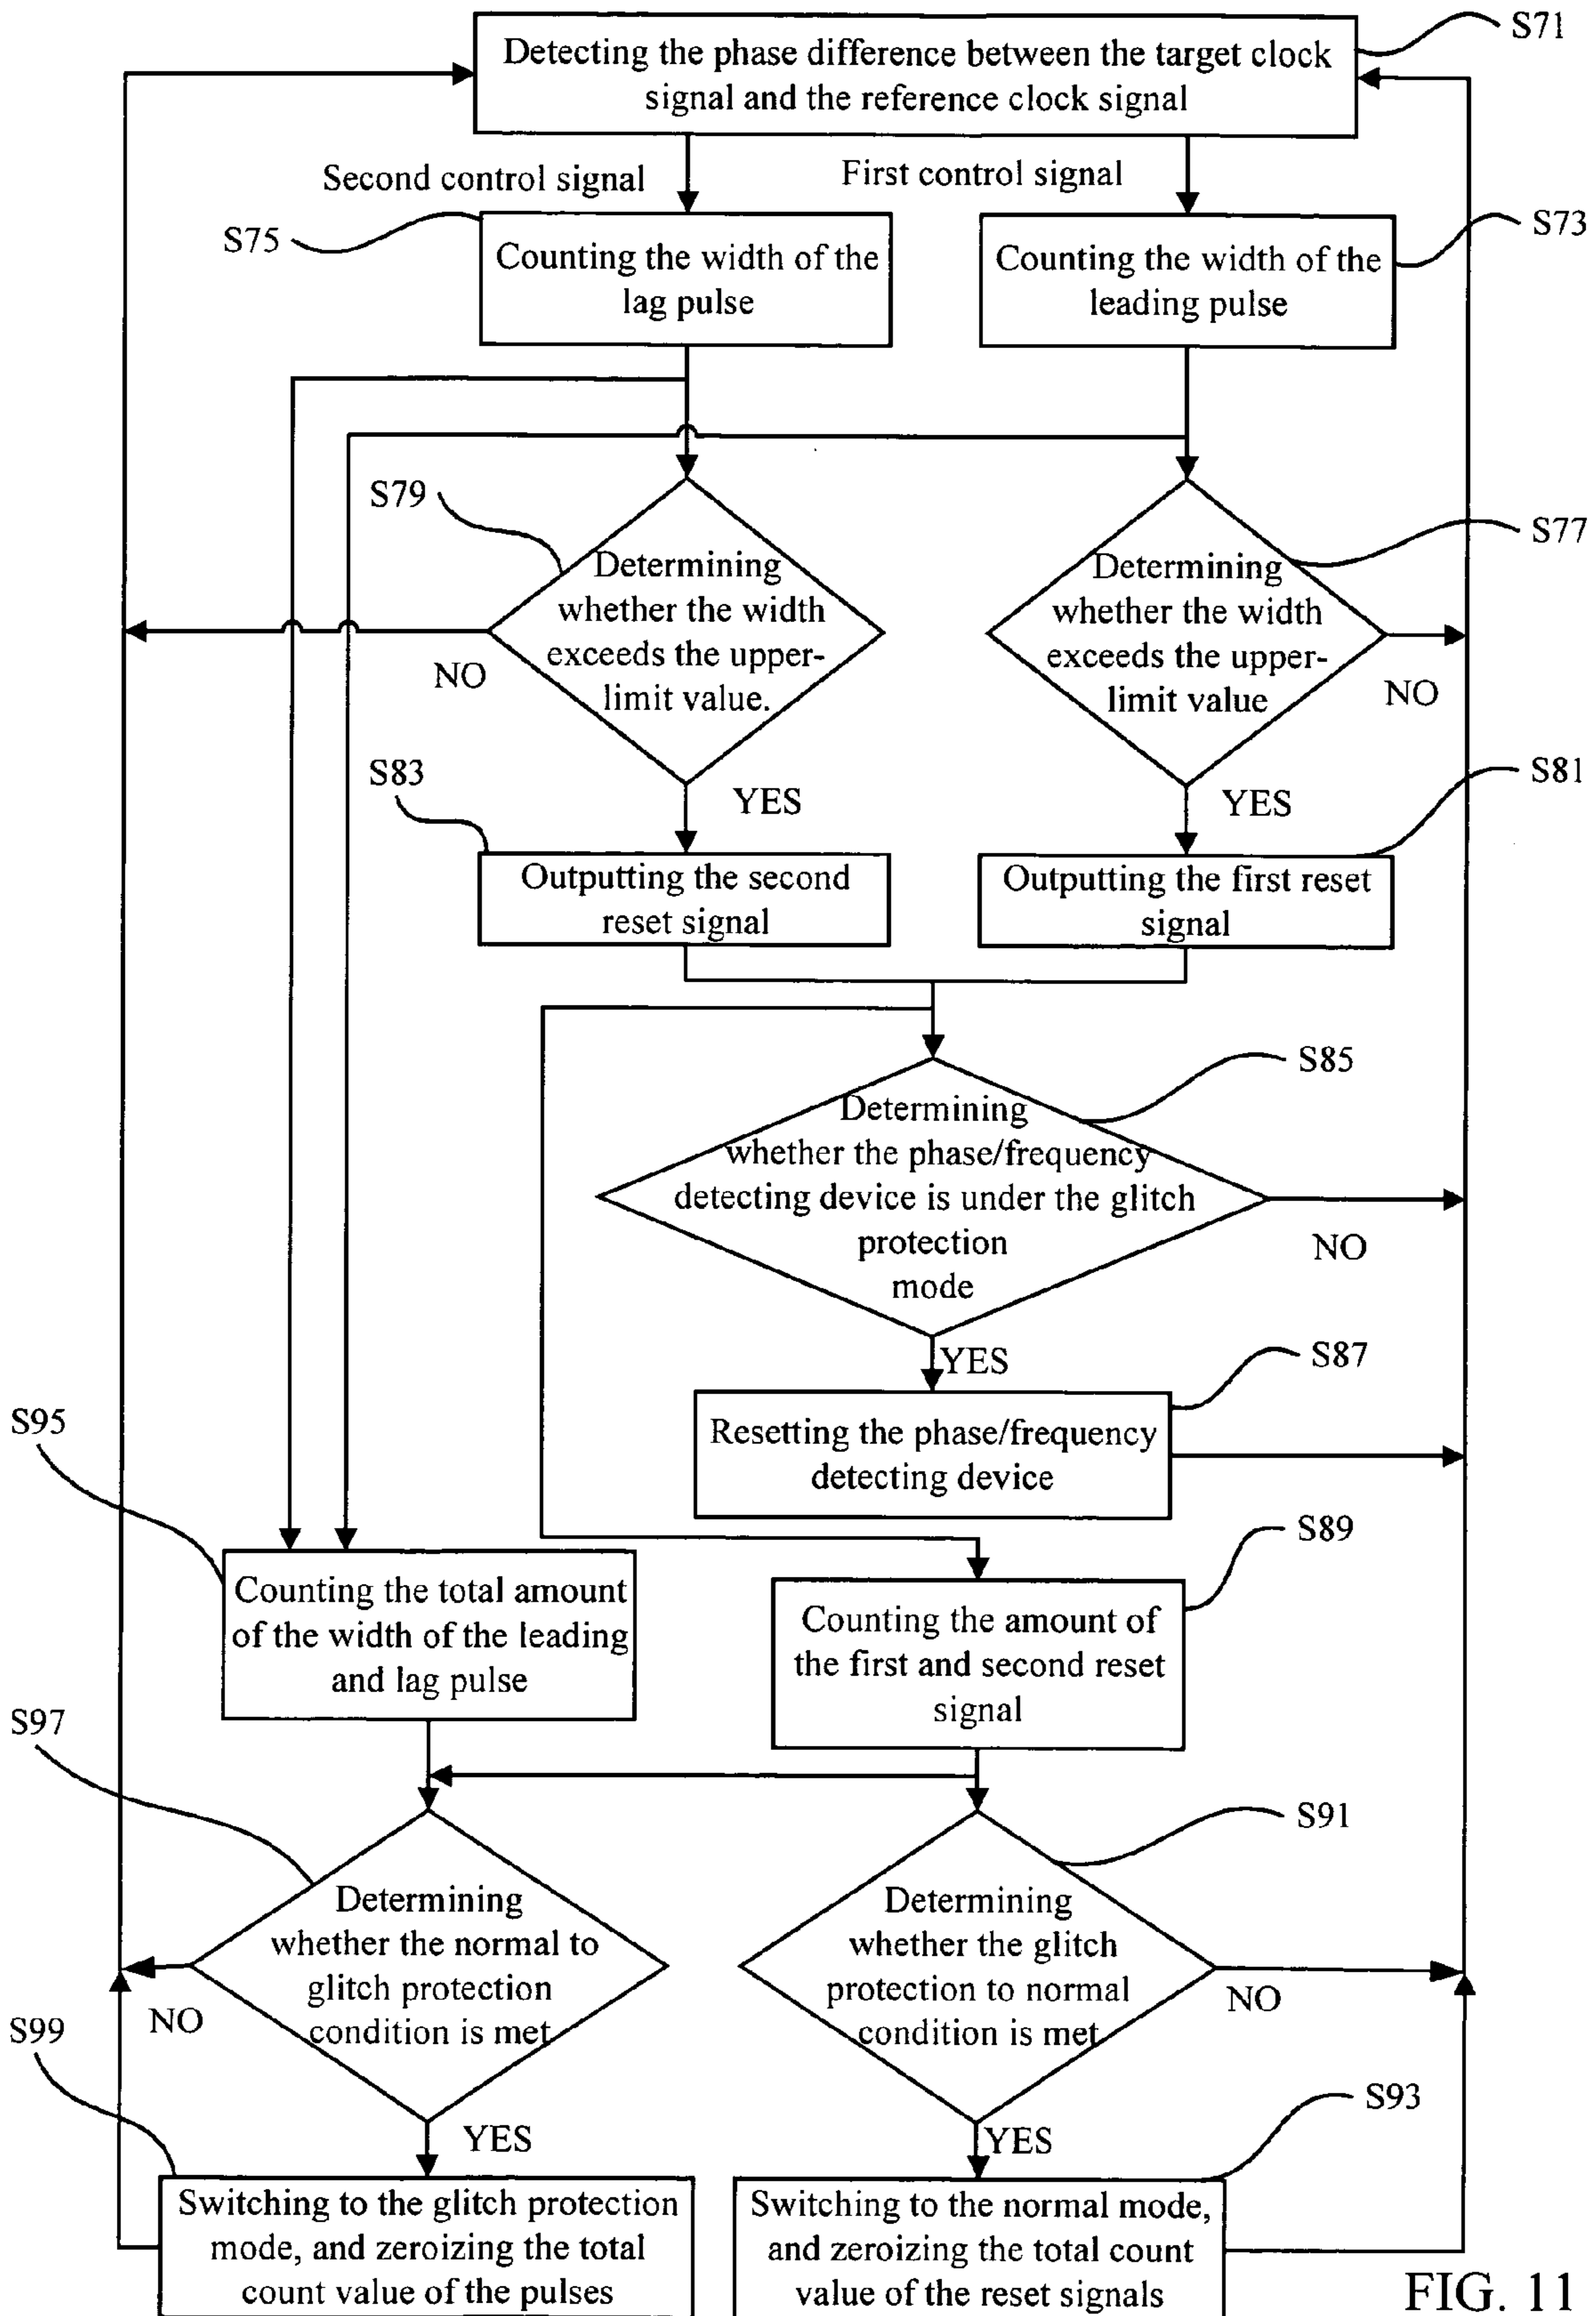 Detecting the phase difference between the target clock
signal and the reference clock signal
S71
Second control signal
First control signal
S75
Counting the width of the
lag pulse
Counting the width of the
leading pulse
S73
S79
Determining
whether the width
exceeds the upper-
limit value.
NO
YES
Determining
whether the width
exceeds the upper-
limit value
S77
NO
YES
S83
Outputting the second
reset signal
Outputting the first reset
signal
S81
Determining
whether the phase/frequency
detecting device is under the glitch
protection
mode
S85
NO
YES
Resetting the phase/frequency
detecting device
S87
S95
Counting the total amount
of the width of the leading
and lag pulse
Counting the amount of
the first and second reset
signal
S89
S97
Determining
whether the normal to
glitch protection
condition is met
NO
YES
Determining
whether the glitch
protection to normal
condition is met
S91
NO
YES
S99
Switching to the glitch protection
mode, and zeroizing the total
count value of the pulses
Switching to the normal mode,
and zeroizing the total count
value of the reset signals
S93
FIG. 11